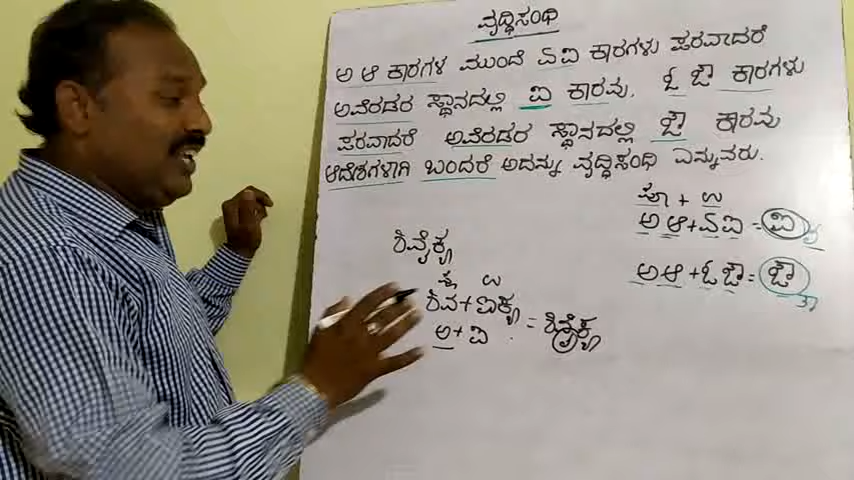 ವೃದ್ಧಿಸಂಧಿ
ಅ ಆ ಕಾರಗಳ ಮುಂದೆ ಏ ಐ ಕಾರಗಳು ಪರವಾದರೆ
ಅವೆರಡರ ಸ್ಥಾನದಲ್ಲಿ ಐ ಕಾರವು. ಓ ಔ ಕಾರಗಳು
ಪರವಾದರೆ ಅವೆರಡರ ಸ್ಥಾನದಲ್ಲಿ ಔ ಕಾರವು
ಆದೇಶಗಳಾಗಿ ಬಂದರೆ ಅದನ್ನು ವೃದ್ಧಿಸಂಧಿ ಎನ್ನುವರು.
ಪೂ + ಉ
ಅ ಆ + ಏ ಐ = ಐ
ಶಿವೈಕ್ಯ
ಅ ಆ + ಓ ಔ = ಔ
ಉ
ಶಿವ + ಐಕ್ಯ = ಶಿವೈಕ್ಯ
ಅ + ಐ